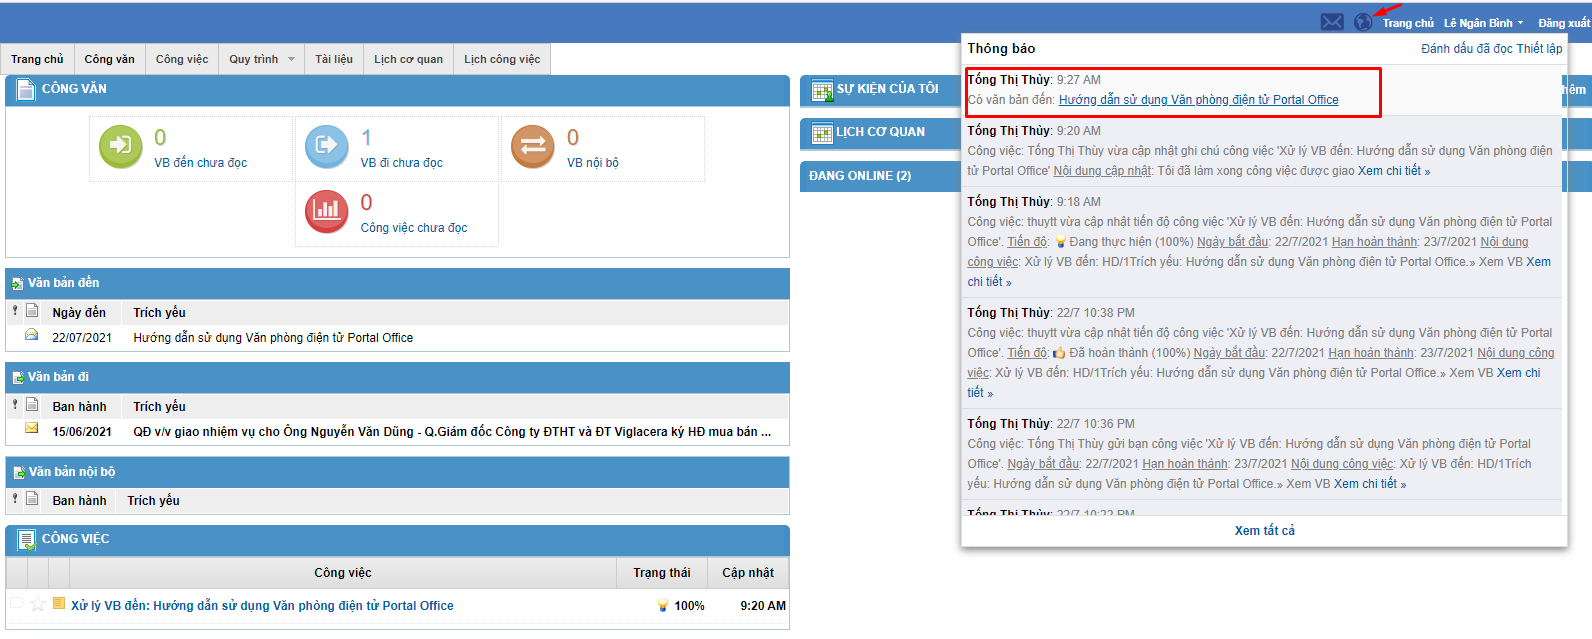 Trang chủ Lê Ngân Bình Đăng xuất
Trang chủ Công văn Công việc Quy trình Tài liệu Lịch cơ quan Lịch công việc
CÔNG VĂN
0
VB đến chưa đọc
1
VB đi chưa đọc
0
VB nội bộ
0
Công việc chưa đọc
Văn bản đến
Ngày đến Trích yếu
22/07/2021 Hướng dẫn sử dụng Văn phòng điện tử Portal Office
Văn bản đi
Ban hành Trích yếu
15/06/2021 QĐ v/v giao nhiệm vụ cho Ông Nguyễn Văn Dũng - Q.Giám đốc Công ty ĐTHT và ĐT Viglacera ký HĐ mua bán ...
Văn bản nội bộ
Ban hành Trích yếu
CÔNG VIỆC
Công việc Trạng thái Cập nhật
Xử lý VB đến: Hướng dẫn sử dụng Văn phòng điện tử Portal Office 100% 9:20 AM
SỰ KIỆN CỦA TÔI
LỊCH CƠ QUAN
ĐANG ONLINE (2)
hêm
Thông báo Đánh dấu đã đọc Thiết lập
Tống Thị Thùy: 9:27 AM
Có văn bản đến: Hướng dẫn sử dụng Văn phòng điện tử Portal Office
Tống Thị Thùy: 9:20 AM
Công việc: Tống Thị Thùy vừa cập nhật ghi chú công việc 'Xử lý VB đến: Hướng dẫn sử dụng Văn phòng điện
tử Portal Office' Nội dung cập nhật: Tôi đã làm xong công việc được giao Xem chi tiết »
Tống Thị Thùy: 9:18 AM
Công việc: thuytt vừa cập nhật tiến độ công việc 'Xử lý VB đến: Hướng dẫn sử dụng Văn phòng điện tử Portal
Office'. Tiến độ: Đang thực hiện (100%) Ngày bắt đầu: 22/7/2021 Hạn hoàn thành: 23/7/2021 Nội dung
công việc: Xử lý VB đến: HD/1Trích yếu: Hướng dẫn sử dụng Văn phòng điện tử Portal Office.» Xem VB Xem
chi tiết »
Tống Thị Thùy: 22/7 10:38 PM
Công việc: thuytt vừa cập nhật tiến độ công việc 'Xử lý VB đến: Hướng dẫn sử dụng Văn phòng điện tử Portal
Office'. Tiến độ: Đã hoàn thành (100%) Ngày bắt đầu: 22/7/2021 Hạn hoàn thành: 23/7/2021 Nội dung công
việc: Xử lý VB đến: HD/1Trích yếu: Hướng dẫn sử dụng Văn phòng điện tử Portal Office.» Xem VB Xem chi
tiết »
Tống Thị Thùy: 22/7 10:36 PM
Công việc: Tống Thị Thùy gửi bạn công việc 'Xử lý VB đến: Hướng dẫn sử dụng Văn phòng điện tử Portal
Office'. Ngày bắt đầu: 22/7/2021 Hạn hoàn thành: 23/7/2021 Nội dung công việc: Xử lý VB đến: HD/1Trích
yếu: Hướng dẫn sử dụng Văn phòng điện tử Portal Office.» Xem VB Xem chi tiết »
Tống Thị Thùy: 22/7 10:22 PM
Xem tất cả